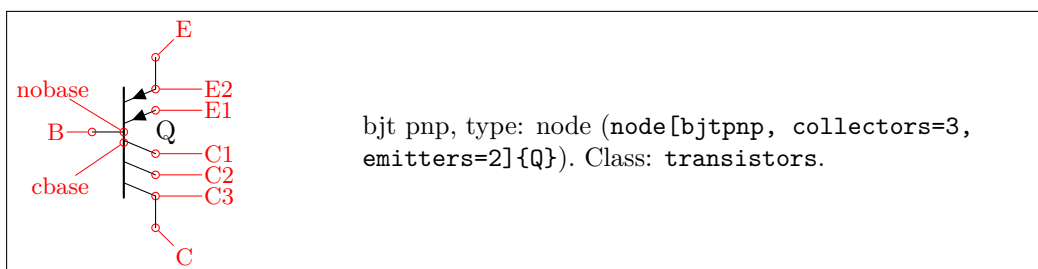 E
E2
nobase
E1
B
Q
C1
C2
cbase
C3
C
bjt pnp, type: node (node[bjtpnp, collectors=3,
emitters=2]{Q}). Class: transistors.